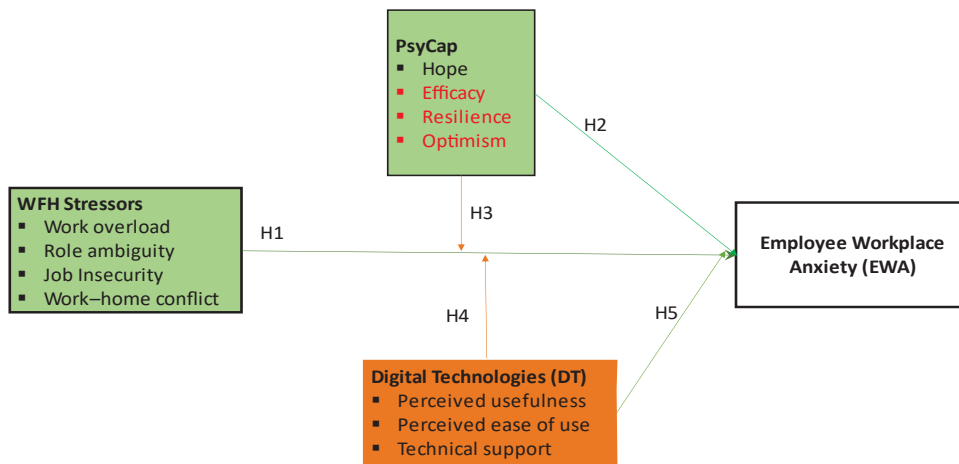 PsyCap
▪ Hope
▪ Efficacy
▪ Resilience
▪ Optimism
H2
H3
WFH Stressors
▪ Work overload
▪ Role ambiguity
▪ Job Insecurity
▪ Work–home conflict
H1
Employee Workplace
Anxiety (EWA)
H4
H5
Digital Technologies (DT)
▪ Perceived usefulness
▪ Perceived ease of use
▪ Technical support